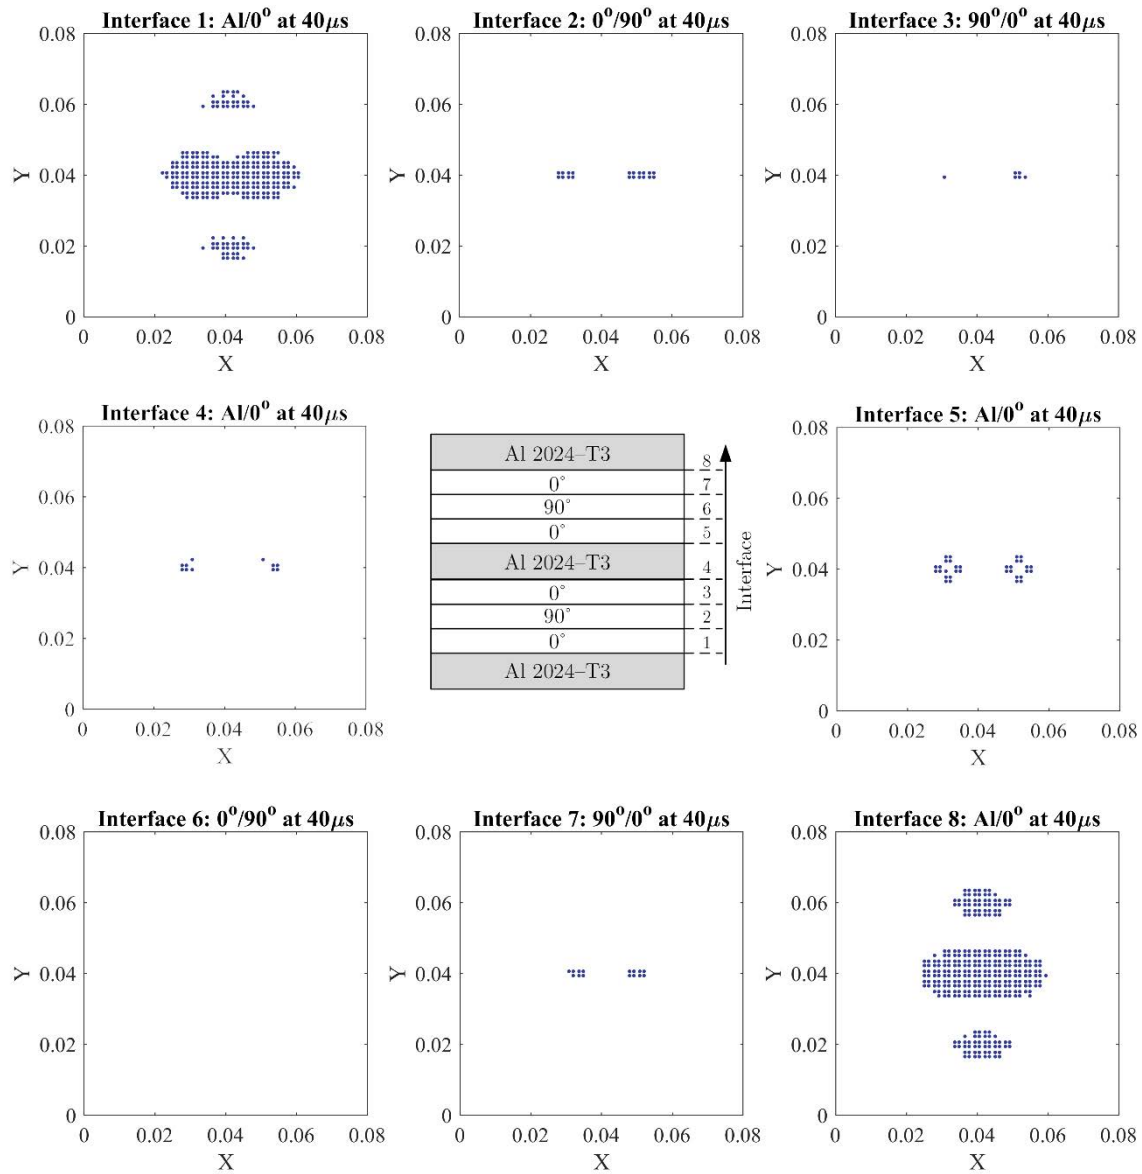 Interface 1: Al/0° at 40μs
0.08
0.06
0.04
0.02
0
Y
0 0.02 0.04 0.06 0.08
X
Interface 2: 0°/90° at 40μs
0.08
0.06
0.04
0.02
0
Y
0 0.02 0.04 0.06 0.08
X
Interface 3: 90°/0° at 40μs
0.08
0.06
0.04
0.02
0
Y
0 0.02 0.04 0.06 0.08
X
Interface 4: Al/0° at 40μs
0.08
0.06
0.04
0.02
0
Y
0 0.02 0.04 0.06 0.08
X
Al 2024–T3 8
0° 7
90° 6
0° 5
Al 2024–T3 4
0° 3
90° 2
0° 1
Al 2024–T3
Interface
Interface 5: Al/0° at 40μs
0.08
0.06
0.04
0.02
0
Y
0 0.02 0.04 0.06 0.08
X
Interface 6: 0°/90° at 40μs
0.08
0.06
0.04
0.02
0
Y
0 0.02 0.04 0.06 0.08
X
Interface 7: 90°/0° at 40μs
0.08
0.06
0.04
0.02
0
Y
0 0.02 0.04 0.06 0.08
X
Interface 8: Al/0° at 40μs
0.08
0.06
0.04
0.02
0
Y
0 0.02 0.04 0.06 0.08
X